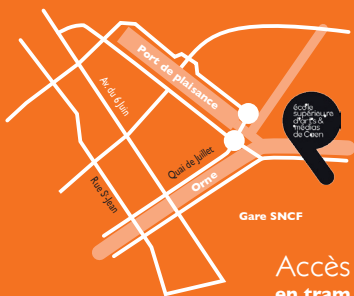 Port de plaisance
Av du 6 Juin
école
supérieure
d'arts &
médias
de Caen
Quai de Juillet
Orne
Rue St-Jean
Gare SNCF
Accès
en tram